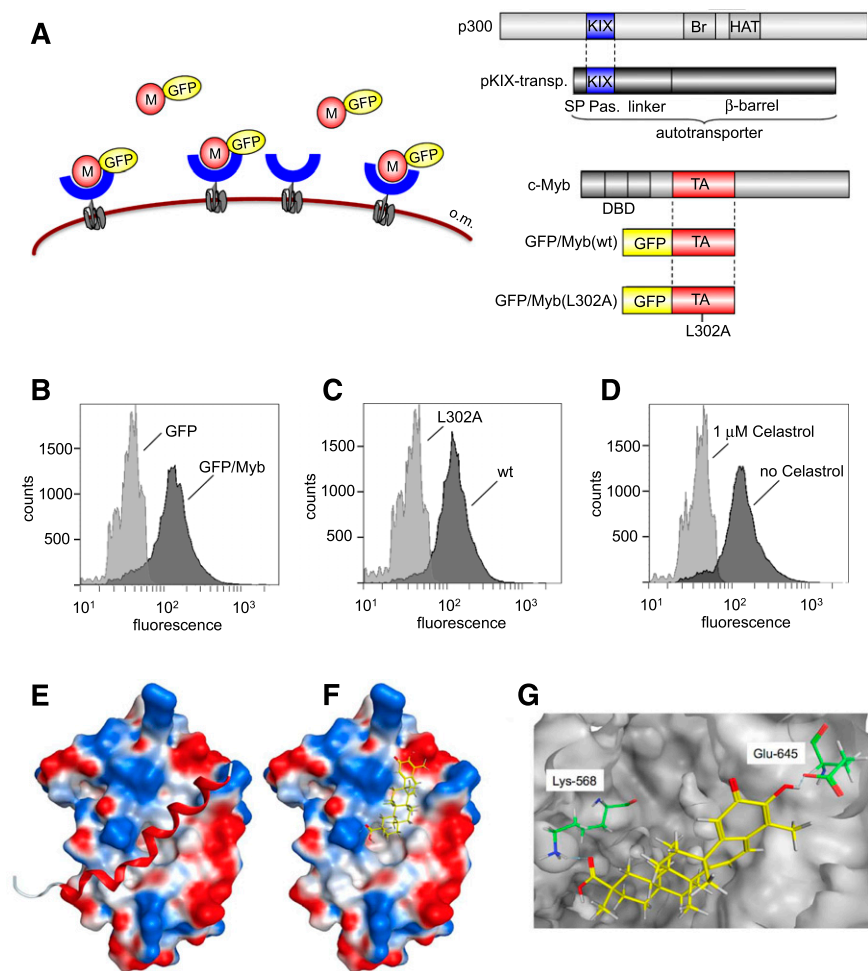 A
M GFP
M GFP
M GFP
M GFP
M GFP
o.m.
p300 KIX Br HAT
pKIX-transp. KIX
SP Pas. linker β-barrel
autotransporter
c-Myb TA
DBD
GFP/Myb(wt) GFP TA
GFP/Myb(L302A) GFP TA
L302A
B
counts
1500
1000
500
GFP
GFP/Myb
10¹ 10² 10³
fluorescence
C
counts
1500
1000
500
L302A
wt
10¹ 10² 10³
fluorescence
D
counts
1500
1000
500
1 µM Celastrol
no Celastrol
10¹ 10² 10³
fluorescence
E
F
G
Lys-568
Glu-645